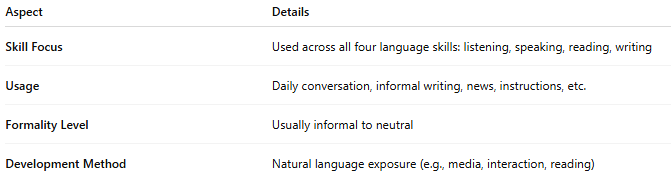 Aspect Details
Skill Focus Used across all four language skills: listening, speaking, reading, writing
Usage Daily conversation, informal writing, news, instructions, etc.
Formality Level Usually informal to neutral
Development Method Natural language exposure (e.g., media, interaction, reading)